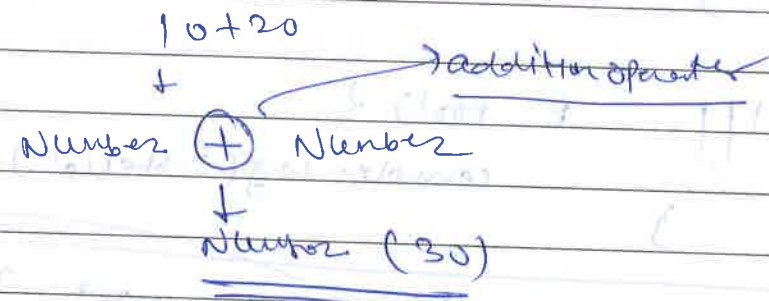 10+20
→ addition operator
Number + Number
Number (30)